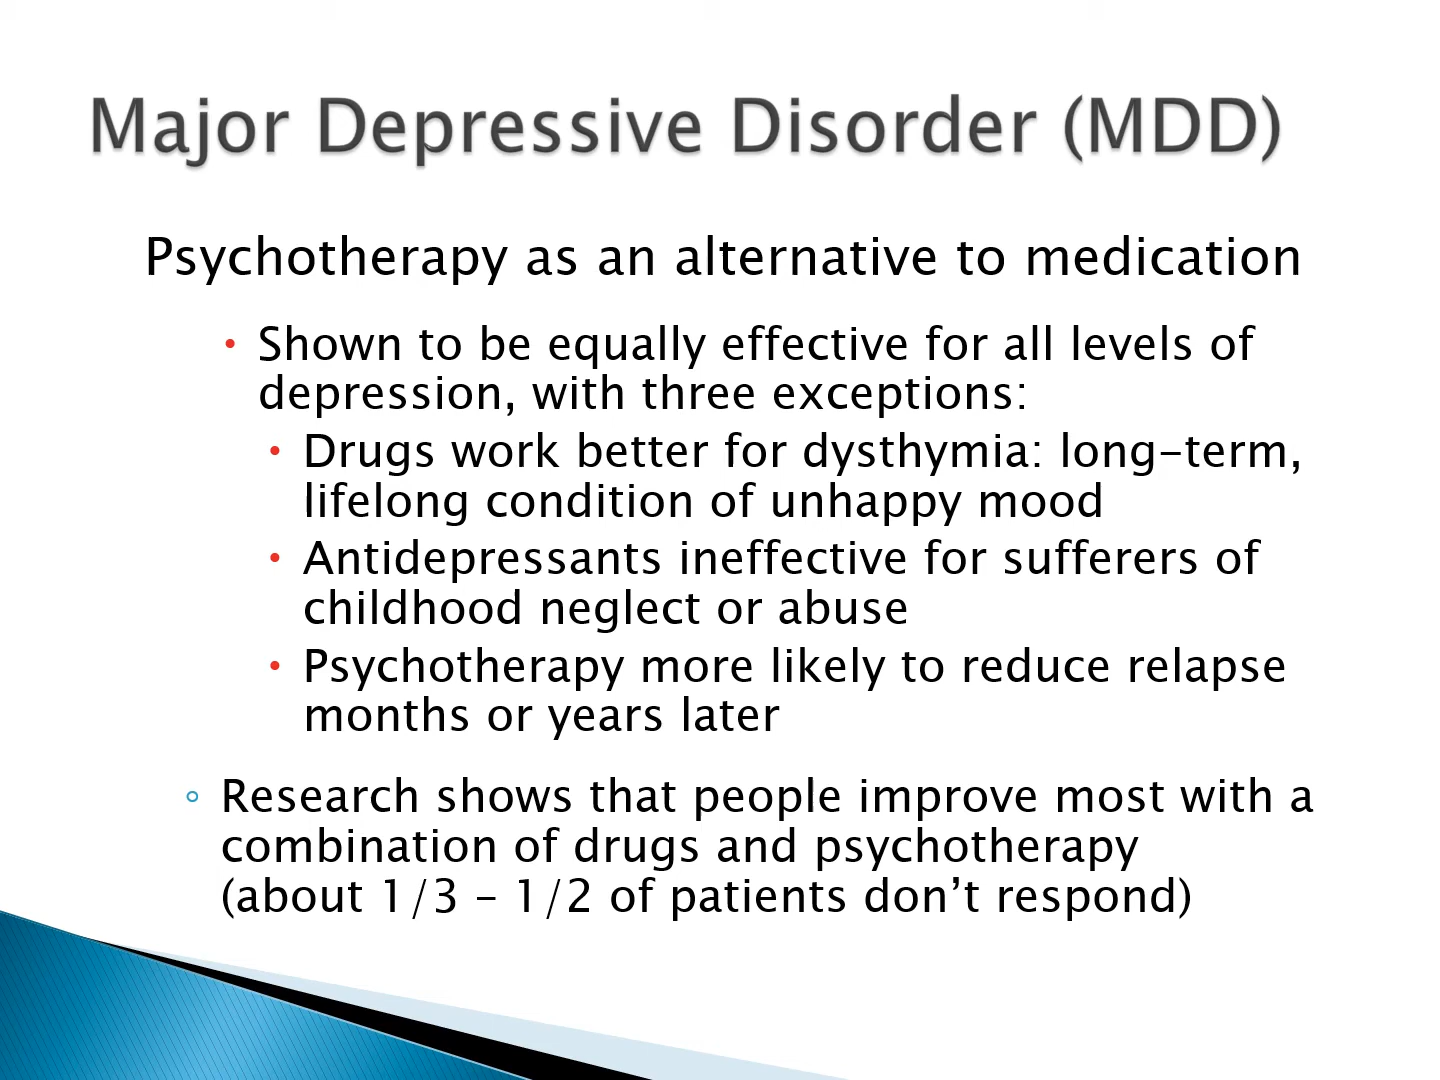 Major Depressive Disorder (MDD)
Psychotherapy as an alternative to medication
• Shown to be equally effective for all levels of
depression, with three exceptions:
• Drugs work better for dysthymia: long-term,
lifelong condition of unhappy mood
• Antidepressants ineffective for sufferers of
childhood neglect or abuse
• Psychotherapy more likely to reduce relapse
months or years later
◦ Research shows that people improve most with a
combination of drugs and psychotherapy
(about 1/3 – 1/2 of patients don’t respond)